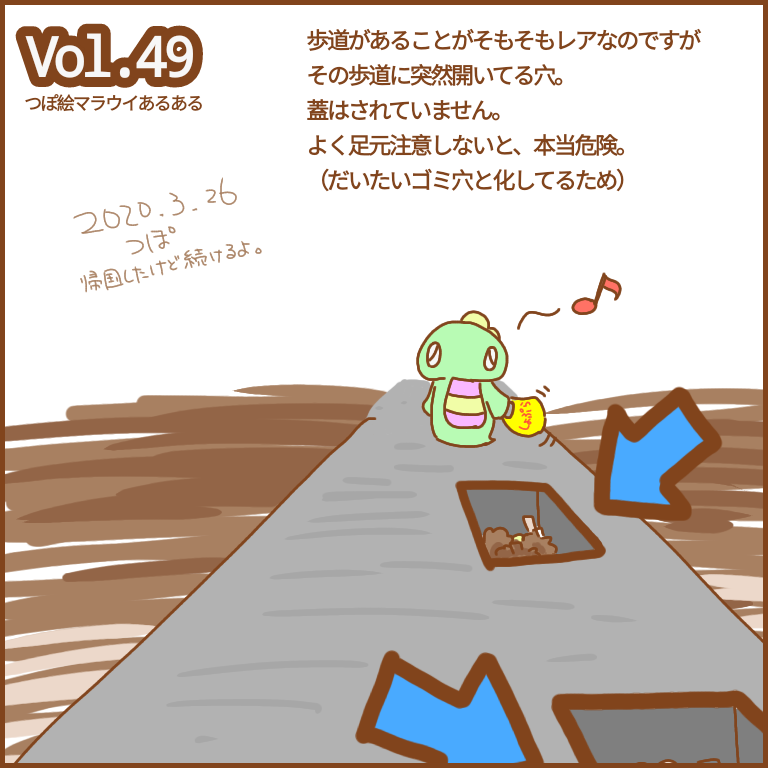 Vol.49
つぽ絵マラウイあるある
歩道があることがそもそもレアなのですが
その歩道に突然開いてる穴。
蓋はされていません。
よく足元注意しないと、本当危険。
（だいたいゴミ穴と化してるため）
2020.3.26
つぽ
帰国したけど続けるよ。